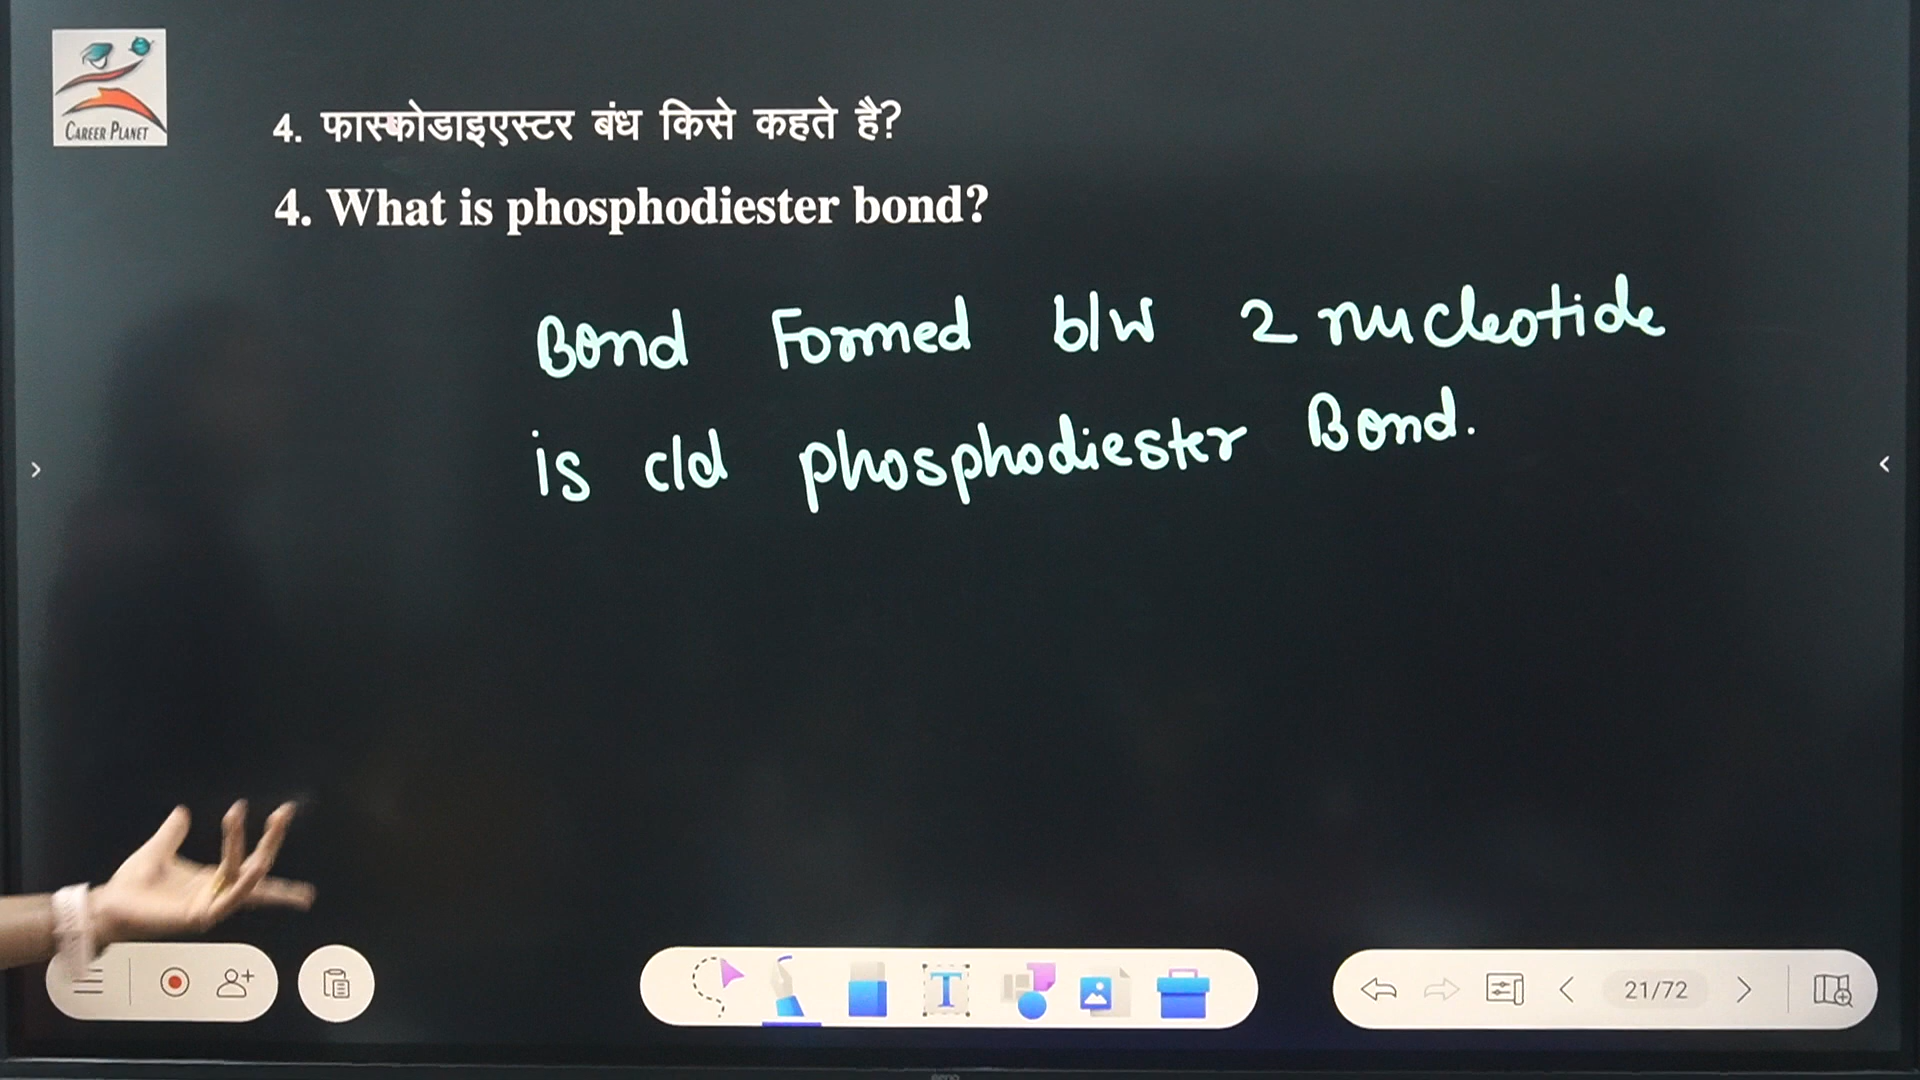 CAREER PLANET
4. फास्फोडाइएस्टर बंध किसे कहते है?
4. What is phosphodiester bond?
Bond Formed b/w 2 nucleotide
is c/d phosphodiester Bond.
T
21/72